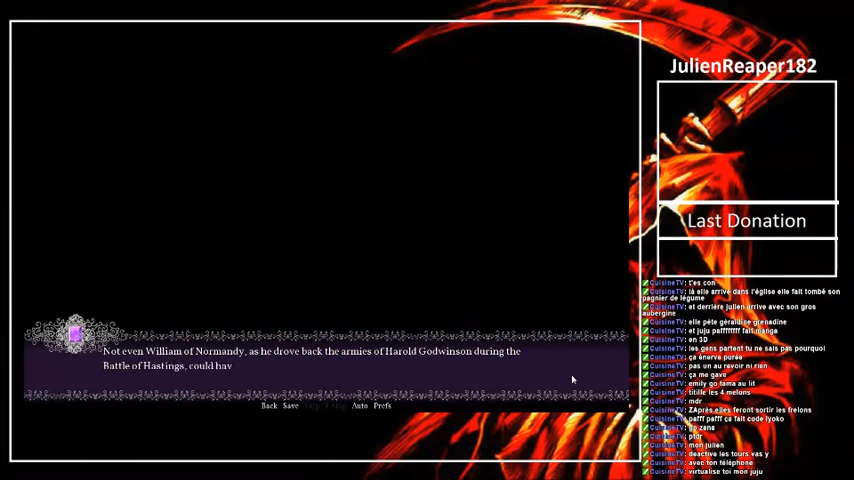 JulienReaper182
Last Donation
Not even William of Normandy, as he drove back the armies of Harold Godwinson during the
Battle of Hastings, could hav
Back Save Auto Prefs
CuisineTV: t'es con
CuisineTV: là elle arrive dans l'église elle fait tombé son
pagnier de légume
CuisineTV: et derrière julien arrive avec son gros
aubergine
CuisineTV: elle pète géraldine grenadine
CuisineTV: et juju pafffffff fait manga
CuisineTV: en 3D
CuisineTV: les gens partent tu ne sais pas pourquoi
CuisineTV: ça énerve purée
CuisineTV: pas un au revoir ni rien
CuisineTV: ça me gave
CuisineTV: emily go fama au lit
CuisineTV: titille les 4 melons
CuisineTV: mdr
CuisineTV: ZAprès elles feront sortir les frelons
CuisineTV: pafff pafff ça fait code lyoko
CuisineTV: go zana
CuisineTV: ptdr
CuisineTV: mon julien
CuisineTV: deactive les tours vas y
CuisineTV: avec ton téléphone
CuisineTV: virtualise toi mon juju